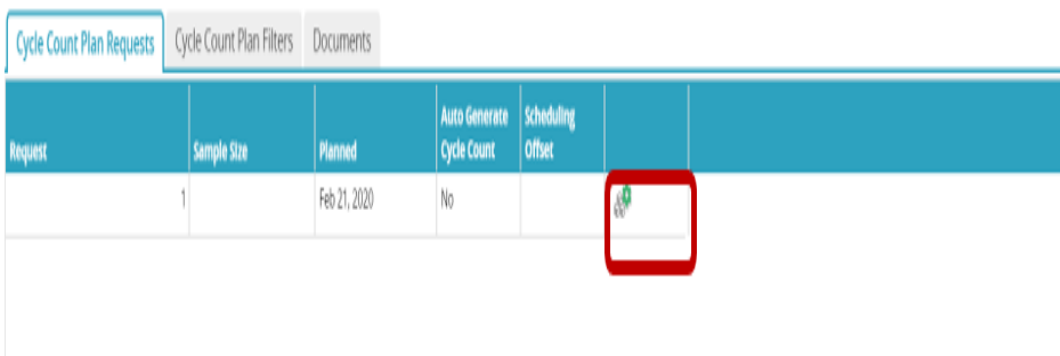 Cycle Count Plan Requests Cycle Count Plan Filters Documents
Request Sample Size Planned Auto Generate Cycle Count Scheduling Offset
1 Feb 21, 2020 No